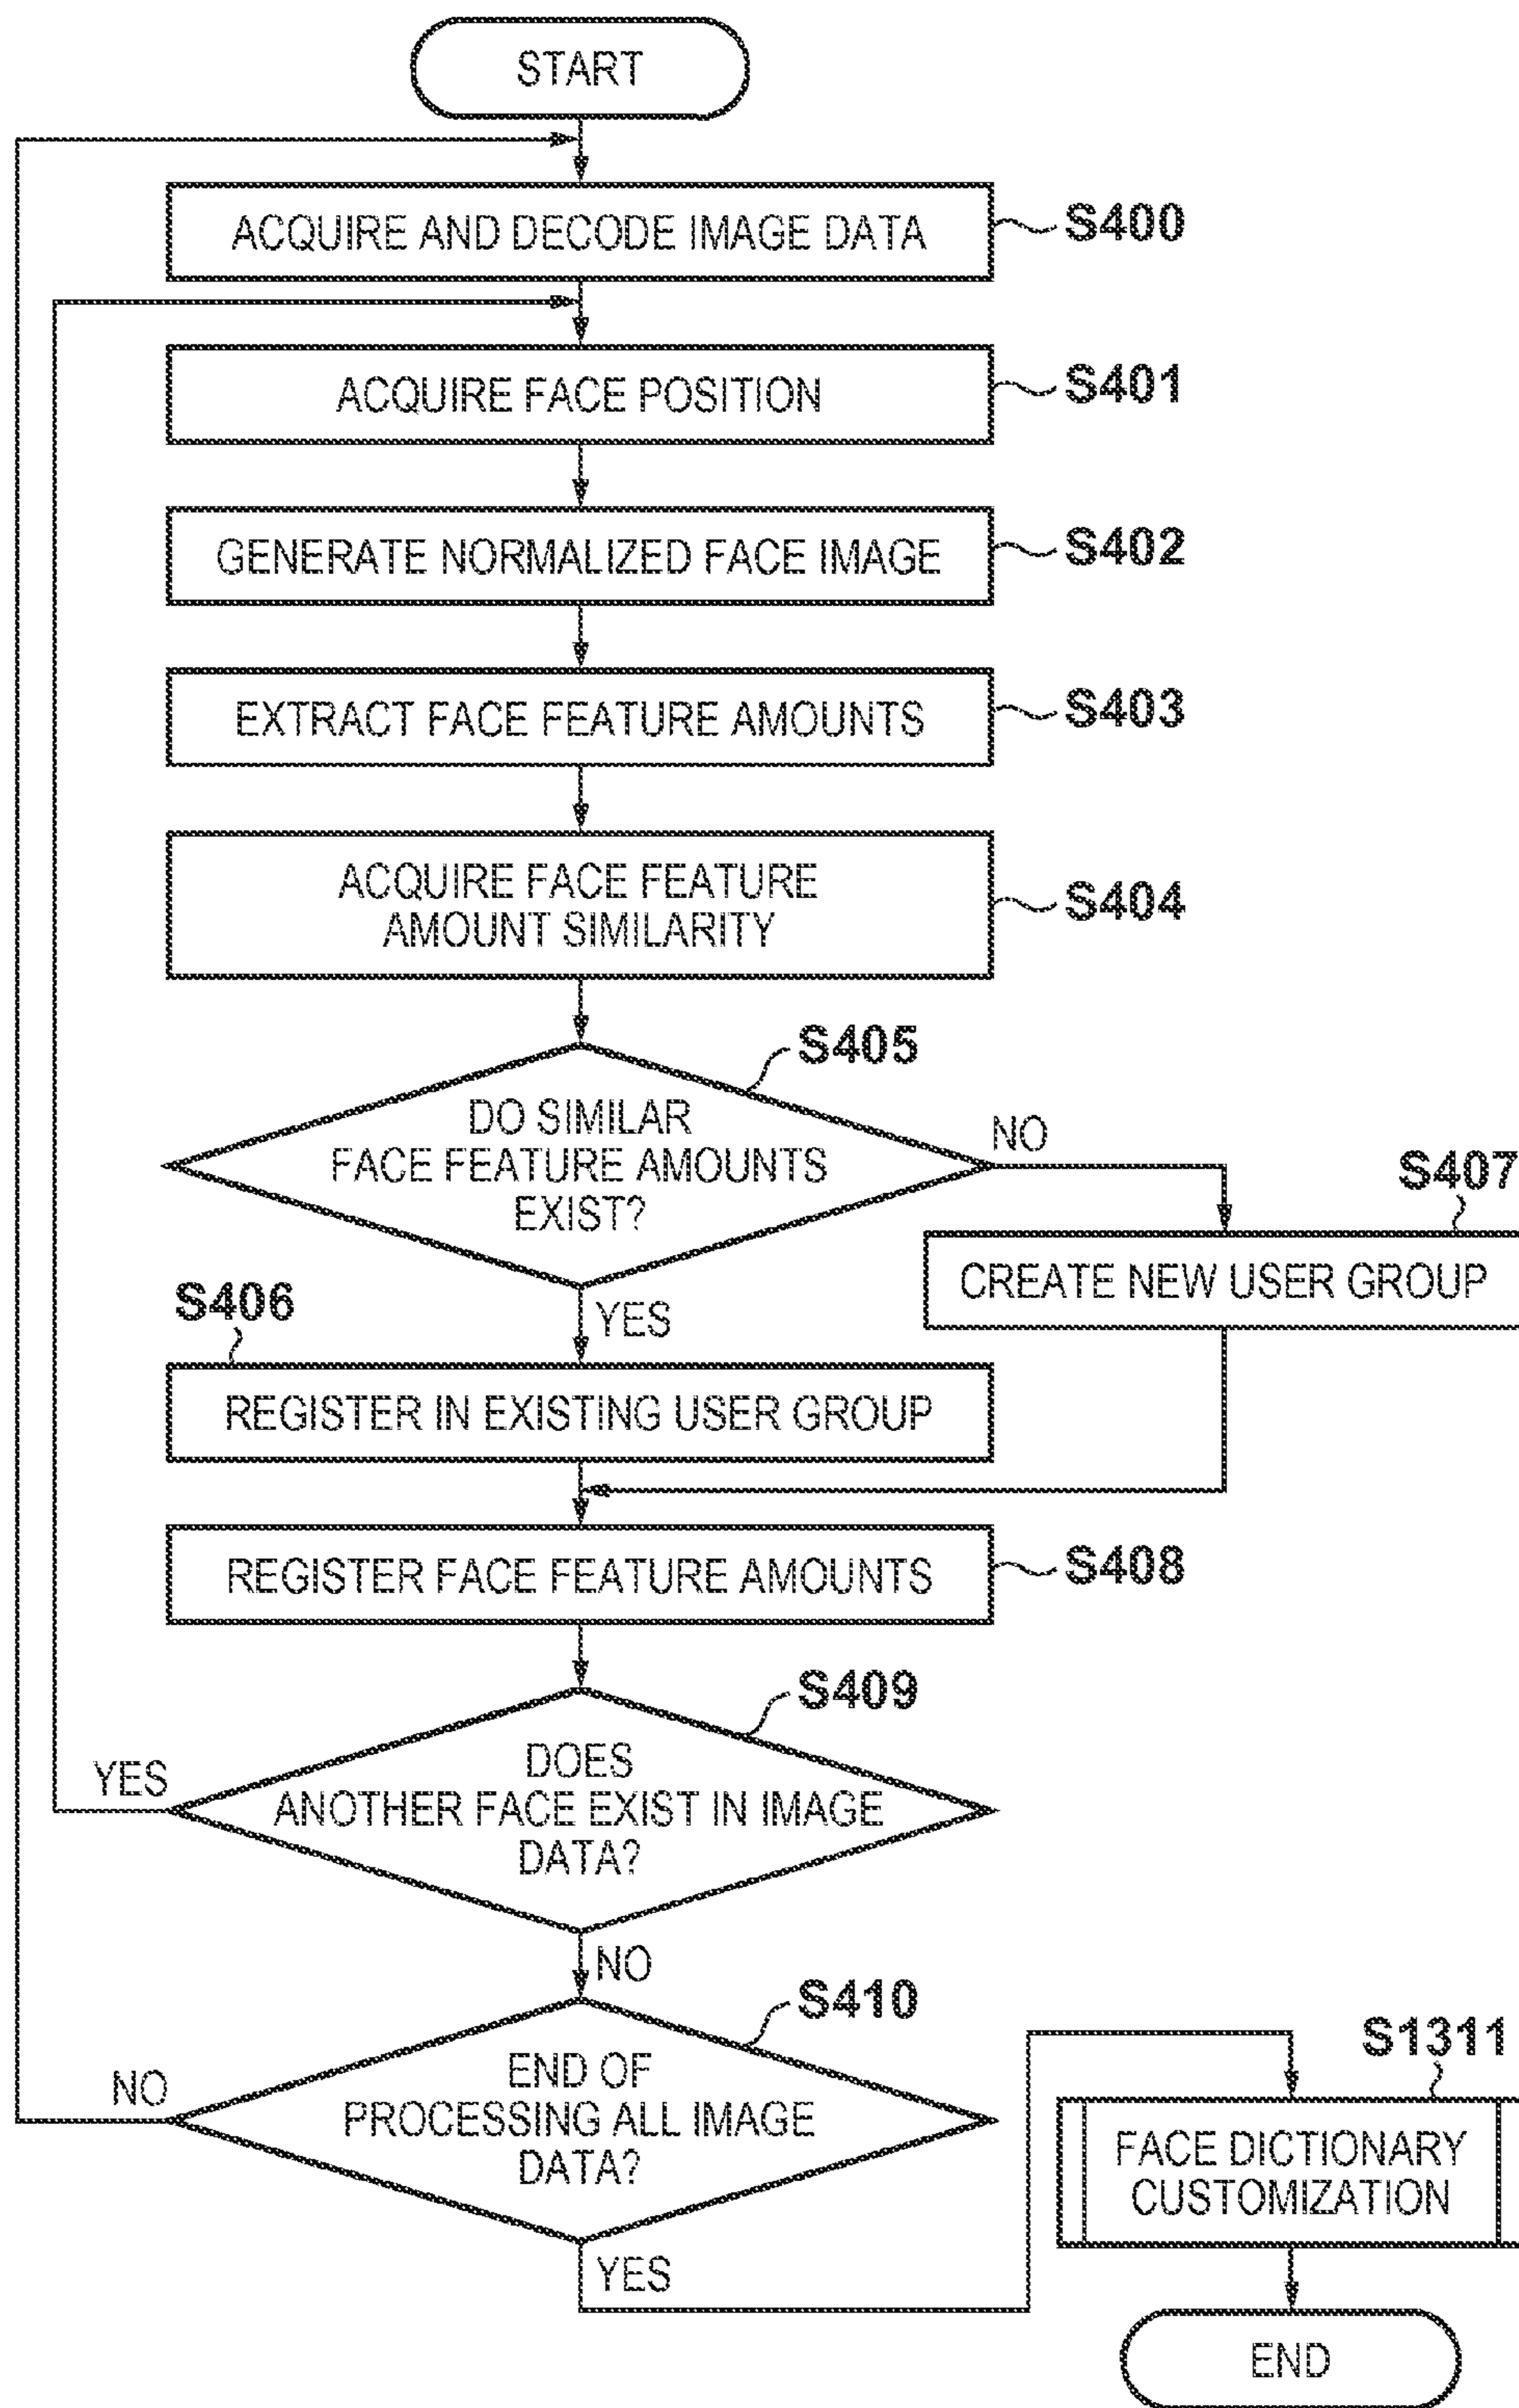 START
ACQUIRE AND DECODE IMAGE DATA
S400
ACQUIRE FACE POSITION
S401
GENERATE NORMALIZED FACE IMAGE
S402
EXTRACT FACE FEATURE AMOUNTS
S403
ACQUIRE FACE FEATURE
AMOUNT SIMILARITY
S404
S405
DO SIMILAR
FACE FEATURE AMOUNTS
EXIST?
NO
S407
CREATE NEW USER GROUP
YES
S406
REGISTER IN EXISTING USER GROUP
REGISTER FACE FEATURE AMOUNTS
S408
S409
DOES
ANOTHER FACE EXIST IN IMAGE
DATA?
YES
NO
S410
END OF
PROCESSING ALL IMAGE
DATA?
NO
YES
S1311
FACE DICTIONARY
CUSTOMIZATION
END